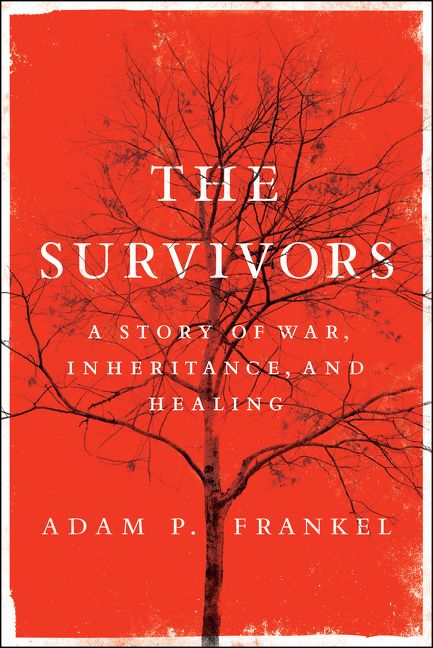 THE
SURVIVORS
A STORY OF WAR,
INHERITANCE, AND
HEALING
ADAM P. FRANKEL